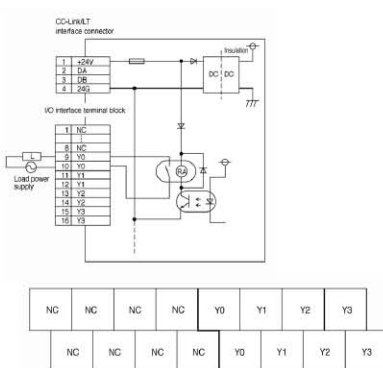 CC-Link/LT
interface connector
Insulation
1 +24V
2 DA
3 DB
4 24G
DC DC
I/O interface terminal block
1 NC
8 NC
9 Y0
10 Y0
11 Y1
12 Y1
13 Y2
14 Y2
15 Y3
16 Y3
L
Load power
supply
RA
NC NC NC NC Y0 Y1 Y2 Y3
NC NC NC NC Y0 Y1 Y2 Y3